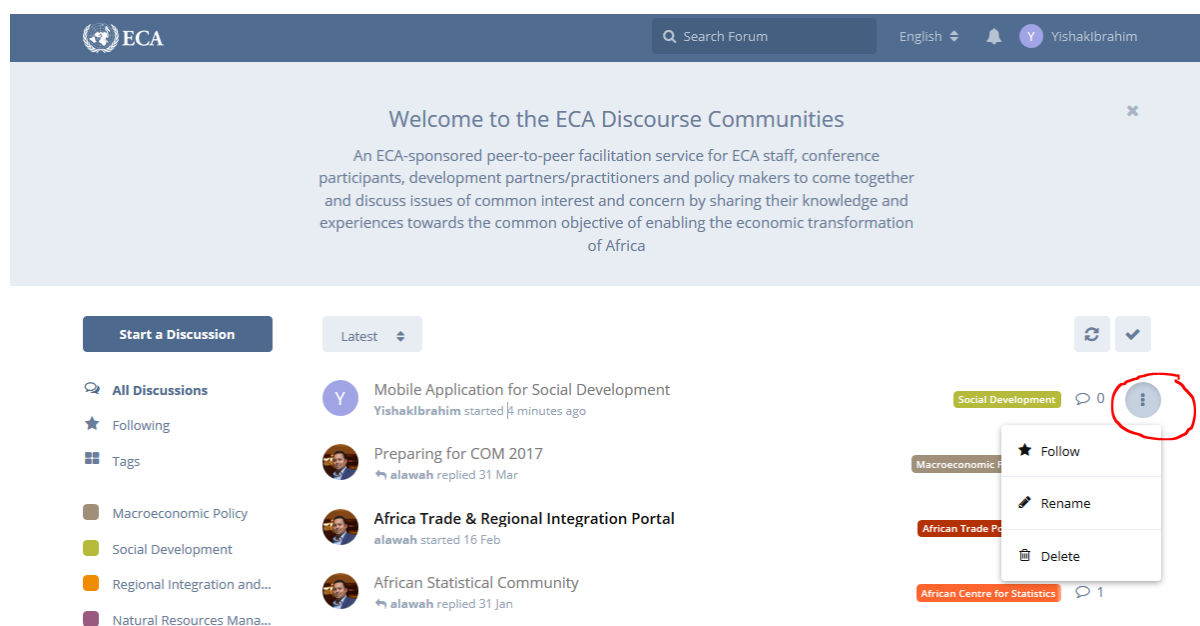 ECA
Search Forum
English
Y
YishakIbrahim
Welcome to the ECA Discourse Communities
An ECA-sponsored peer-to-peer facilitation service for ECA staff, conference
participants, development partners/practitioners and policy makers to come together
and discuss issues of common interest and concern by sharing their knowledge and
experiences towards the common objective of enabling the economic transformation
of Africa
Start a Discussion
Latest
All Discussions
Following
Tags
Macroeconomic Policy
Social Development
Regional Integration and...
Natural Resources Mana...
Y
Mobile Application for Social Development
YishakIbrahim started 4 minutes ago
Social Development
0
Preparing for COM 2017
alawah replied 31 Mar
Macroeconomic P
Africa Trade & Regional Integration Portal
alawah started 16 Feb
African Trade Po
African Statistical Community
alawah replied 31 Jan
African Centre for Statistics
1
Follow
Rename
Delete